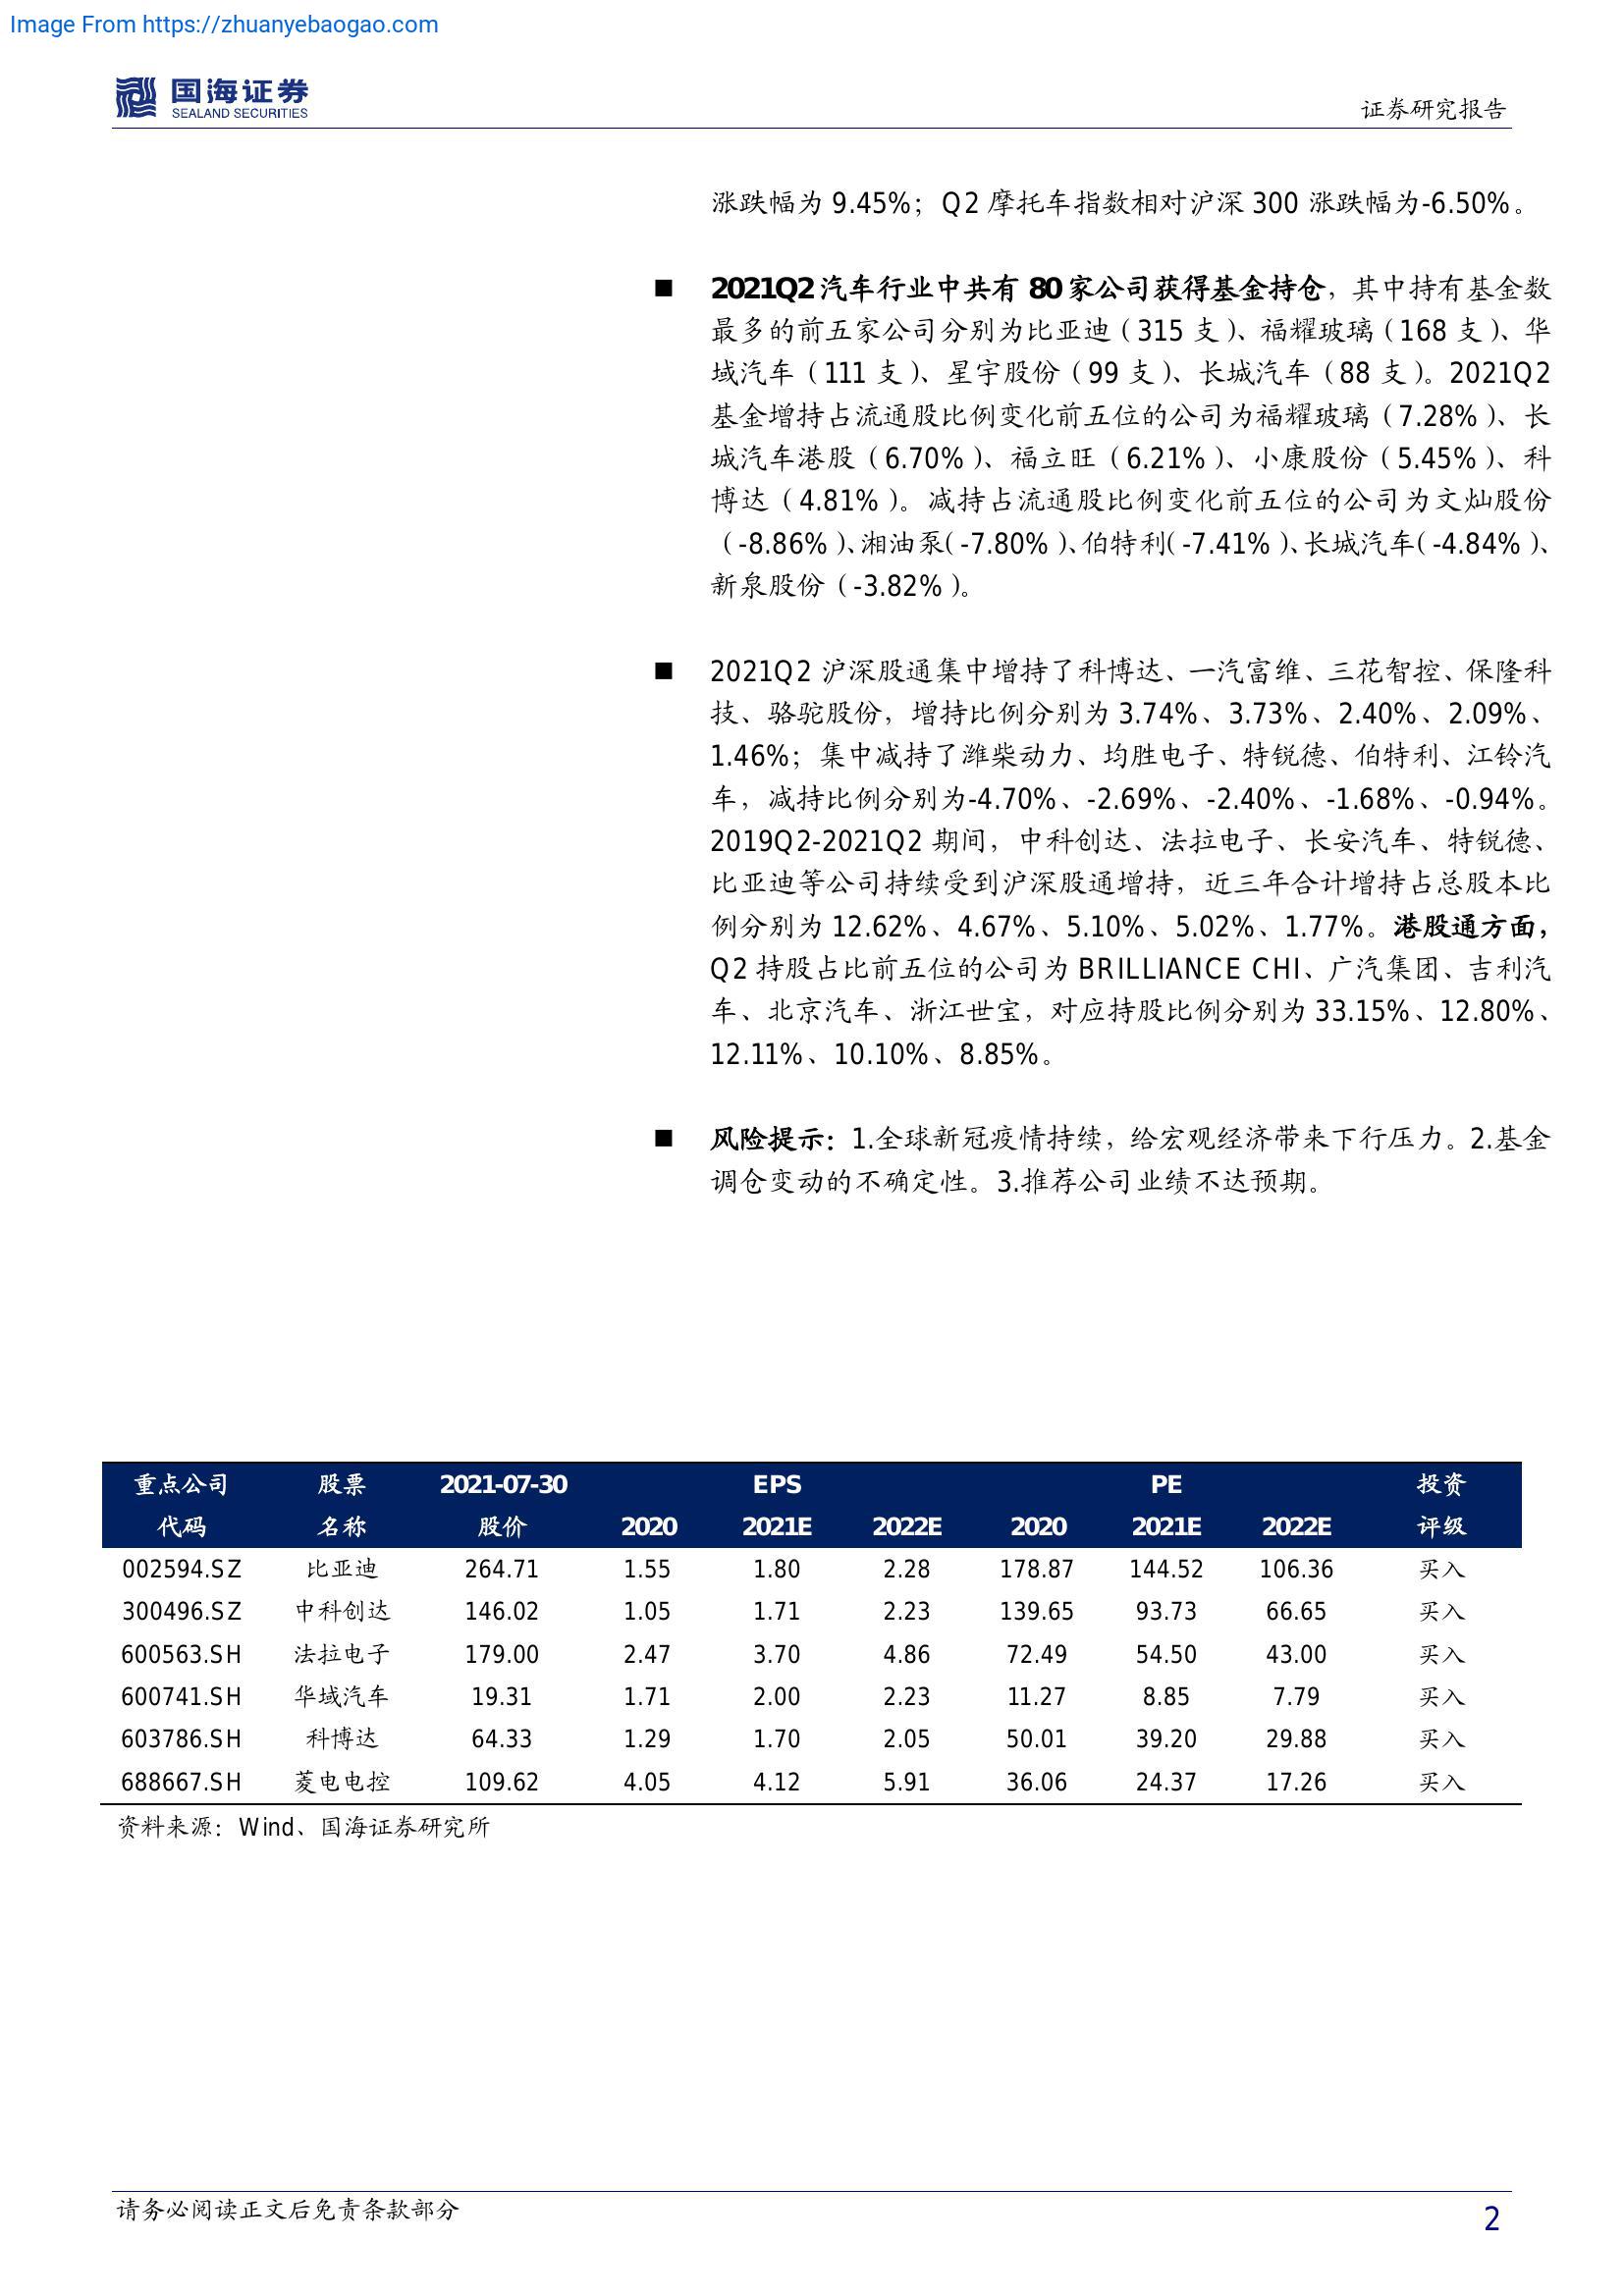 Image From https://zhuanyebaogao.com
国海证券
SEALAND SECURITIES
证券研究报告
涨跌幅为 9.45%；Q2 摩托车指数相对沪深 300 涨跌幅为-6.50%。
■ 2021Q2 汽车行业中共有 80 家公司获得基金持仓，其中持有基金数
最多的前五家公司分别为比亚迪（315 支）、福耀玻璃（168 支）、华
域汽车（111 支）、星宇股份（99 支）、长城汽车（88 支）。2021Q2
基金增持占流通股比例变化前五位的公司为福耀玻璃（7.28%）、长
城汽车港股（6.70%）、福立旺（6.21%）、小康股份（5.45%）、科
博达（4.81%）。减持占流通股比例变化前五位的公司为文灿股份
（-8.86%）、湘油泵（-7.80%）、伯特利（-7.41%）、长城汽车（-4.84%）、
新泉股份（-3.82%）。
■ 2021Q2 沪深股通集中增持了科博达、一汽富维、三花智控、保隆科
技、骆驼股份，增持比例分别为 3.74%、3.73%、2.40%、2.09%、
1.46%；集中减持了潍柴动力、均胜电子、特锐德、伯特利、江铃汽
车，减持比例分别为-4.70%、-2.69%、-2.40%、-1.68%、-0.94%。
2019Q2-2021Q2 期间，中科创达、法拉电子、长安汽车、特锐德、
比亚迪等公司持续受到沪深股通增持，近三年合计增持占总股本比
例分别为 12.62%、4.67%、5.10%、5.02%、1.77%。港股通方面，
Q2 持股占比前五位的公司为 BRILLIANCE CHI、广汽集团、吉利汽
车、北京汽车、浙江世宝，对应持股比例分别为 33.15%、12.80%、
12.11%、10.10%、8.85%。
■ 风险提示：1.全球新冠疫情持续，给宏观经济带来下行压力。2.基金
调仓变动的不确定性。3.推荐公司业绩不达预期。
重点公司 股票 2021-07-30 EPS PE 投资
代码 名称 股价 2020 2021E 2022E 2020 2021E 2022E 评级
002594.SZ 比亚迪 264.71 1.55 1.80 2.28 178.87 144.52 106.36 买入
300496.SZ 中科创达 146.02 1.05 1.71 2.23 139.65 93.73 66.65 买入
600563.SH 法拉电子 179.00 2.47 3.70 4.86 72.49 54.50 43.00 买入
600741.SH 华域汽车 19.31 1.71 2.00 2.23 11.27 8.85 7.79 买入
603786.SH 科博达 64.33 1.29 1.70 2.05 50.01 39.20 29.88 买入
688667.SH 菱电电控 109.62 4.05 4.12 5.91 36.06 24.37 17.26 买入
资料来源：Wind、国海证券研究所
请务必阅读正文后免责条款部分
2